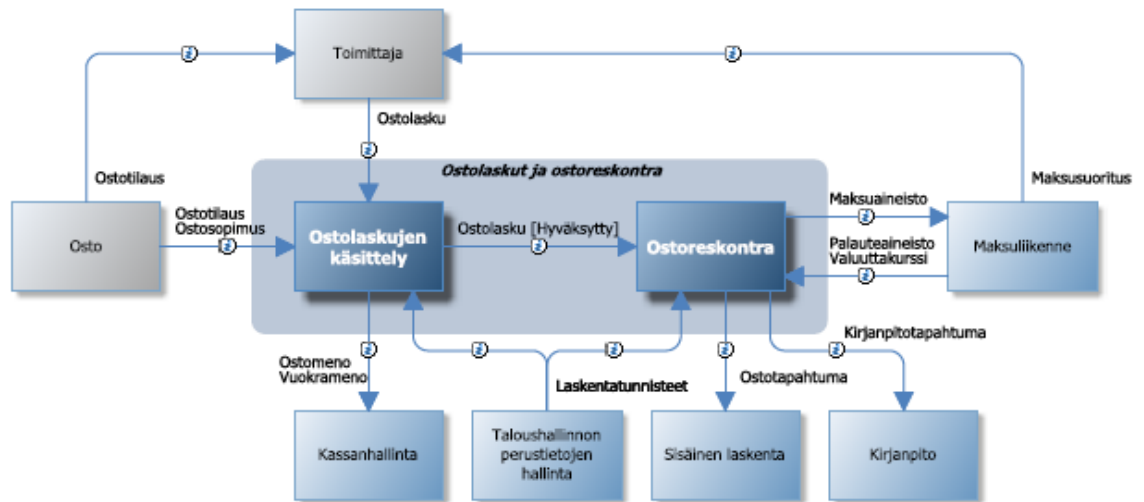 Toimittaja
Ostolasku
Ostolaskut ja ostoreskontra
Ostotilaus
Maksusuoritus
Osto
Ostotilaus
Ostosopimus
Ostolaskujen
käsittely
Ostolasku [Hyväksytty]
Ostoreskontra
Maksuaineisto
Palauteaineisto
Valuuttakurssi
Maksuliikenne
Ostomeno
Vuokrameno
Laskentatunnisteet
Ostotapahtuma
Kirjanpitotapahtuma
Kassanhallinta
Taloushallinnon
perustietojen
hallinta
Sisäinen laskenta
Kirjanpito